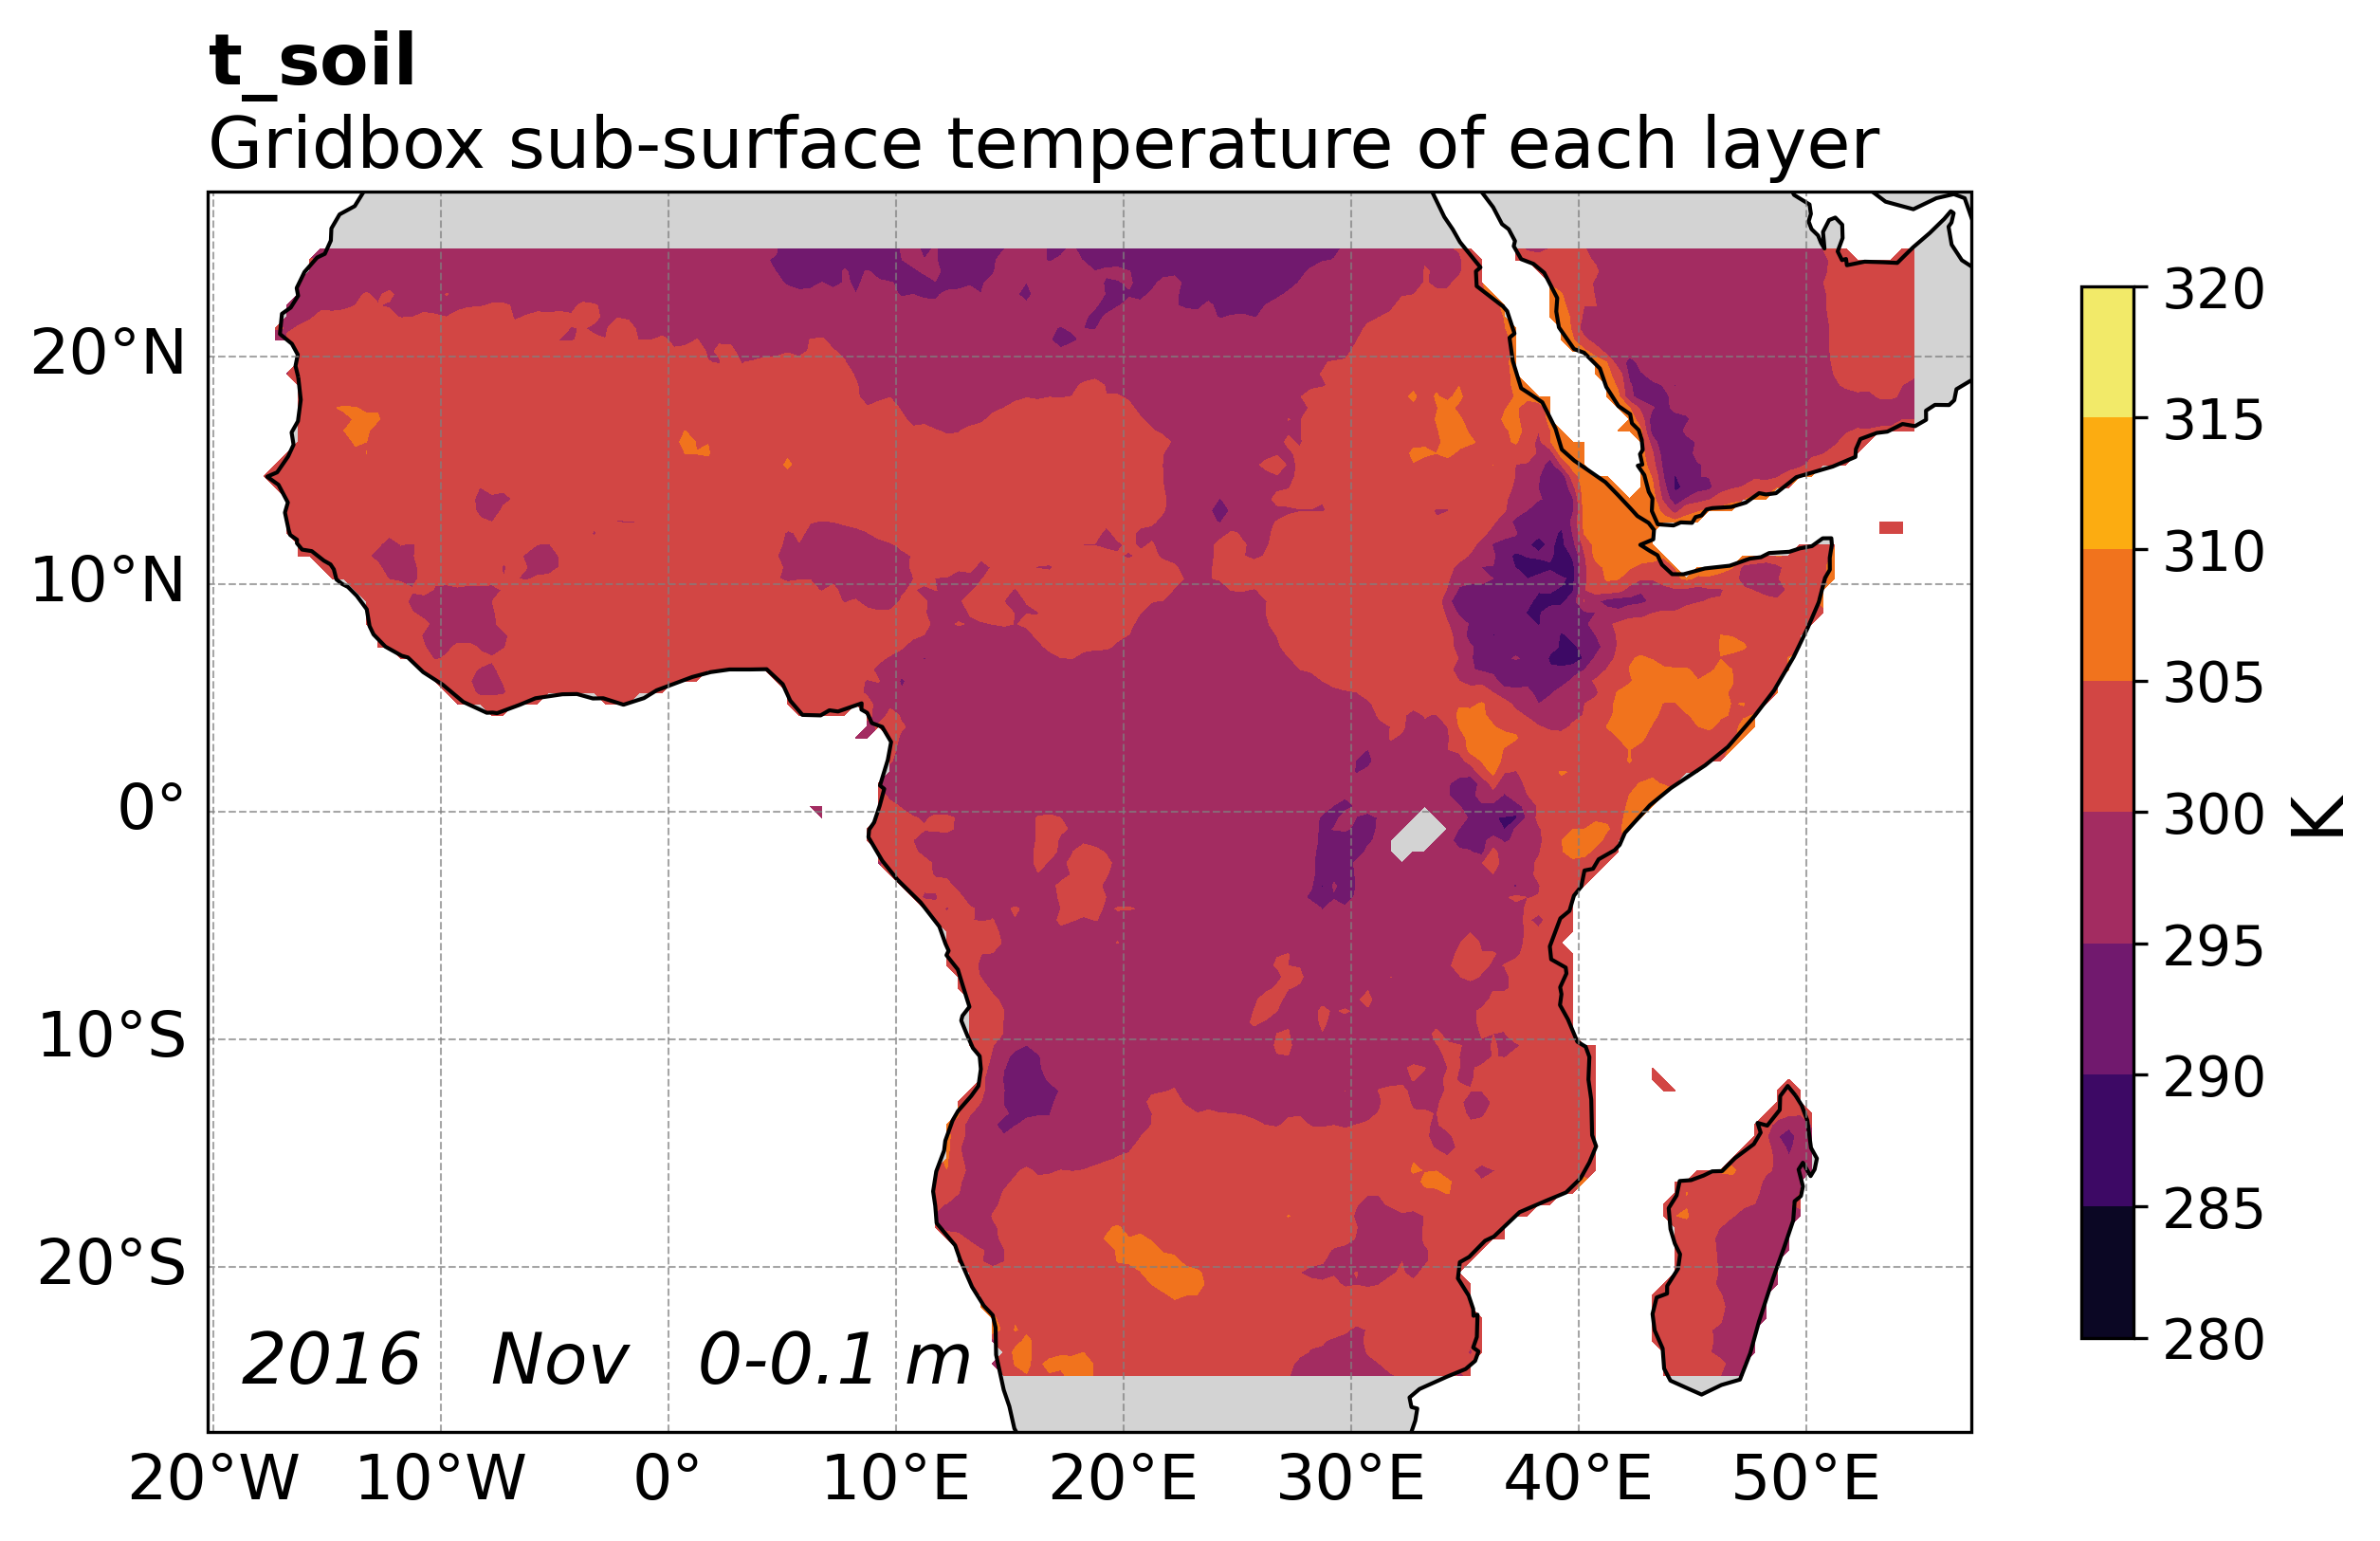 t_soil
Gridbox sub-surface temperature of each layer
20°N
10°N
0°
10°S
20°S
2016 Nov 0-0.1 m
20°W 10°W 0° 10°E 20°E 30°E 40°E 50°E
320
315
310
305
300
295
290
285
280
K